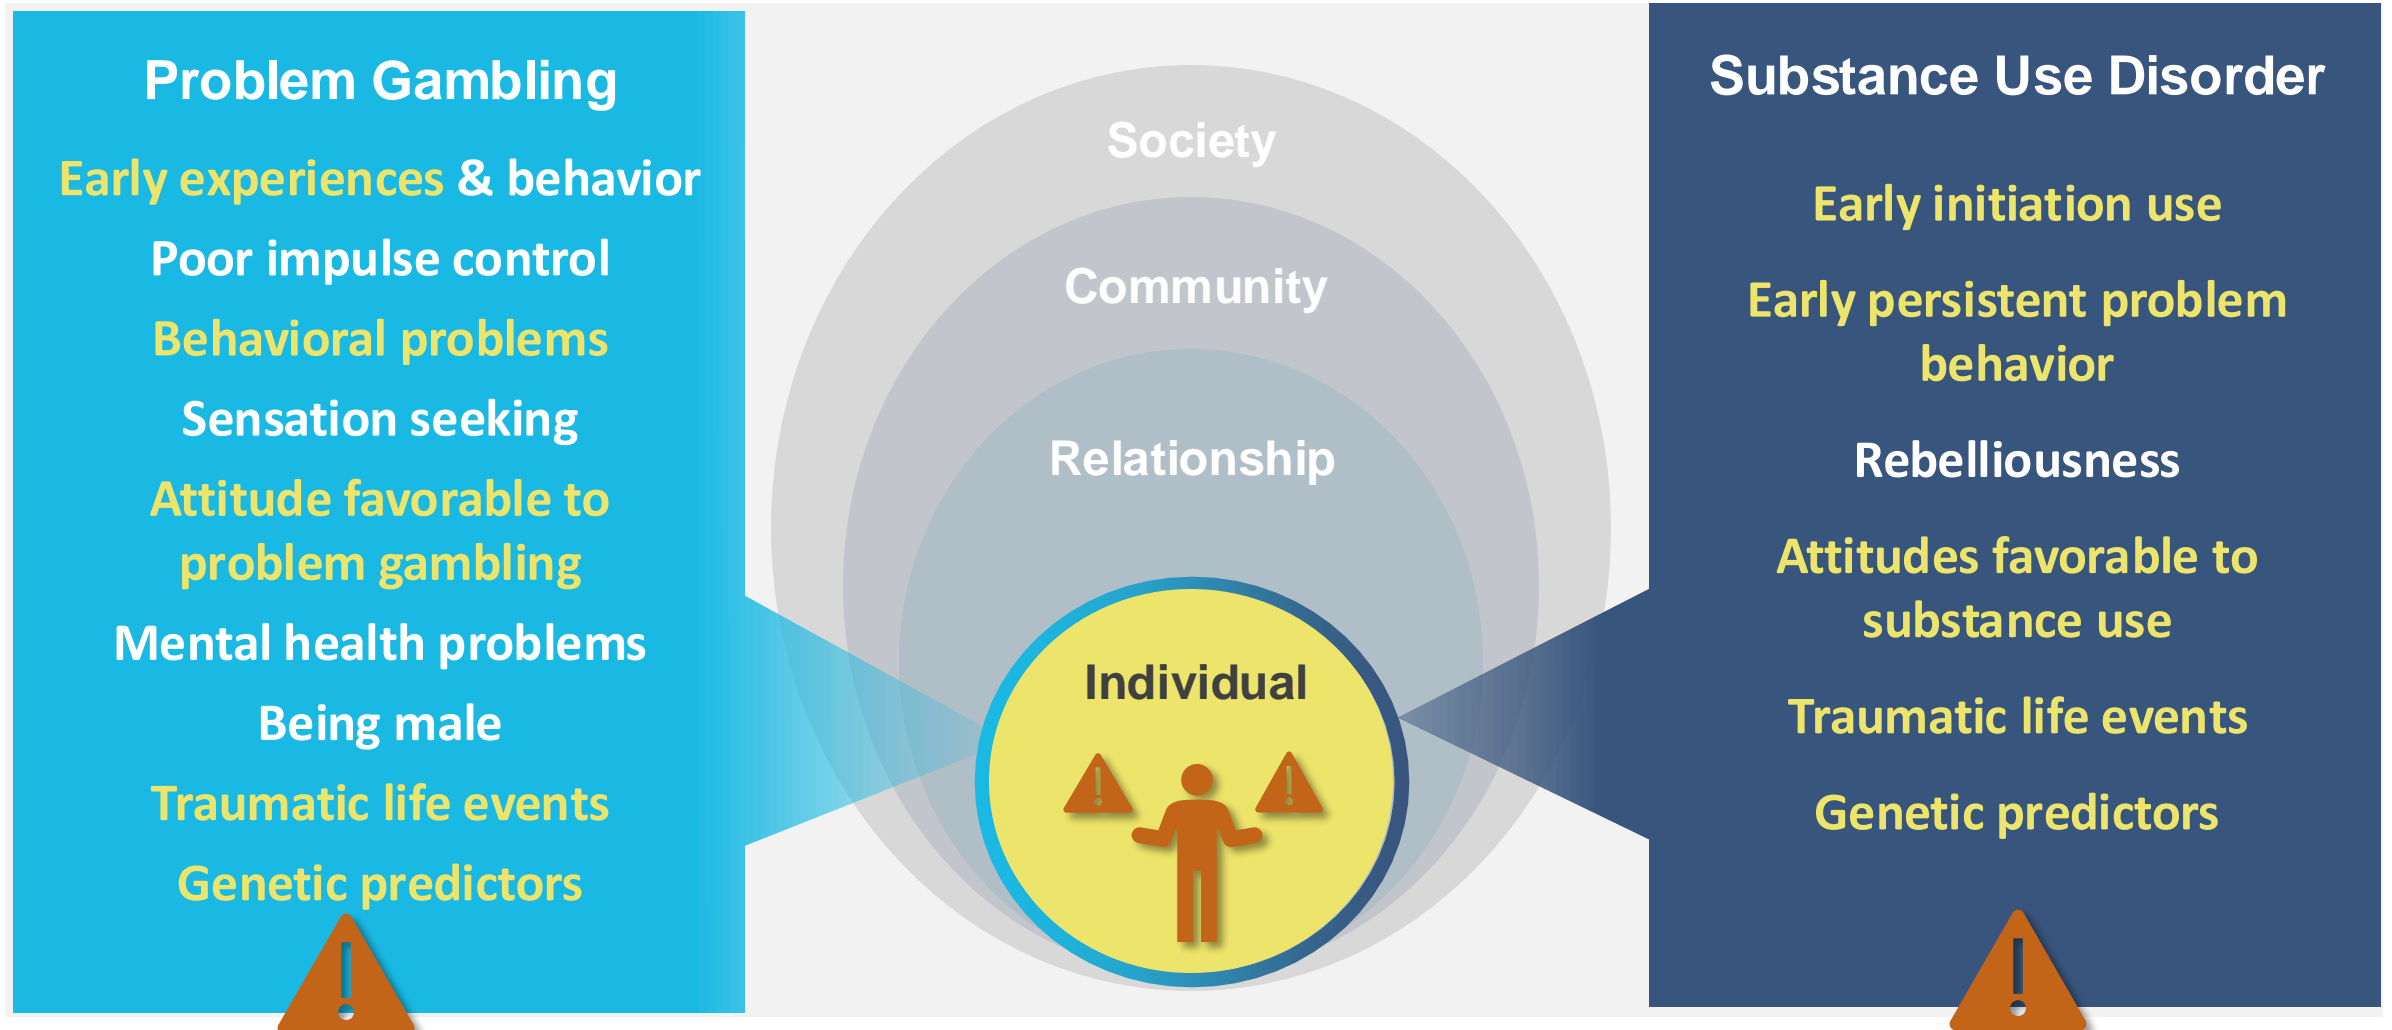 Problem Gambling
Early experiences & behavior
Poor impulse control
Behavioral problems
Sensation seeking
Attitude favorable to
problem gambling
Mental health problems
Being male
Traumatic life events
Genetic predictors
Society
Community
Relationship
Individual
Substance Use Disorder
Early initiation use
Early persistent problem
behavior
Rebelliousness
Attitudes favorable to
substance use
Traumatic life events
Genetic predictors